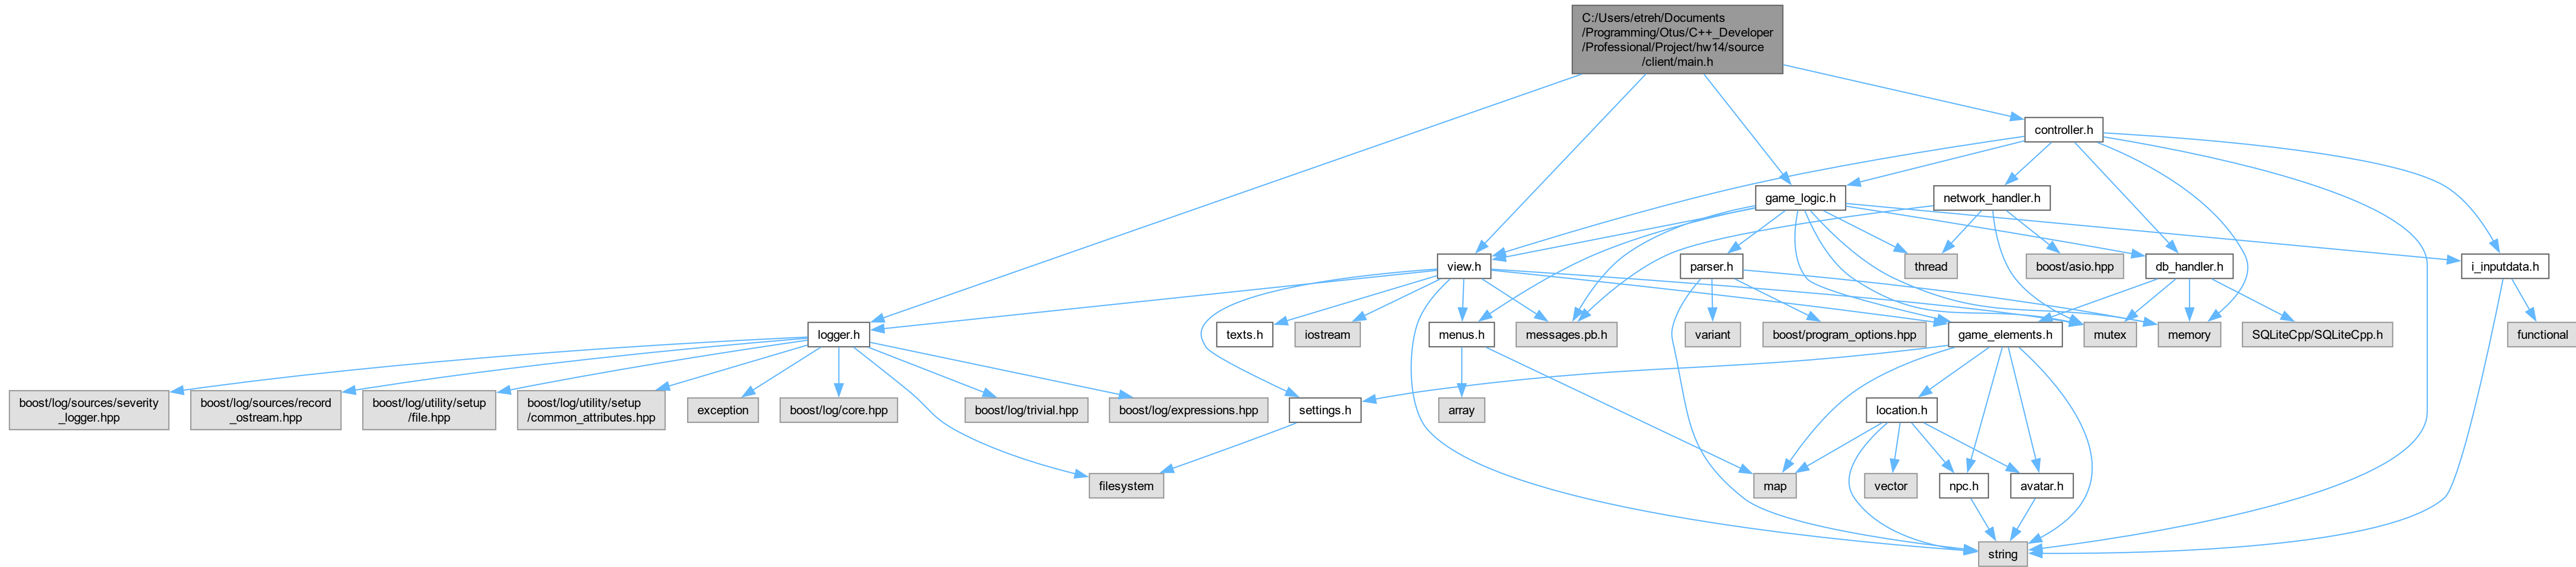 C:/Users/etreh/Documents
/Programming/Otus/C++_Developer
/Professional/Project/hw14/source
/client/main.h
controller.h
game_logic.h
network_handler.h
view.h
parser.h
thread
boost/asio.hpp
db_handler.h
i_inputdata.h
logger.h
texts.h
iostream
menus.h
messages.pb.h
variant
boost/program_options.hpp
game_elements.h
mutex
memory
SQLiteCpp/SQLiteCpp.h
functional
boost/log/sources/severity
_logger.hpp
boost/log/sources/record
_ostream.hpp
boost/log/utility/setup
/file.hpp
boost/log/utility/setup
/common_attributes.hpp
exception
boost/log/core.hpp
boost/log/trivial.hpp
boost/log/expressions.hpp
settings.h
array
location.h
filesystem
map
vector
npc.h
avatar.h
string